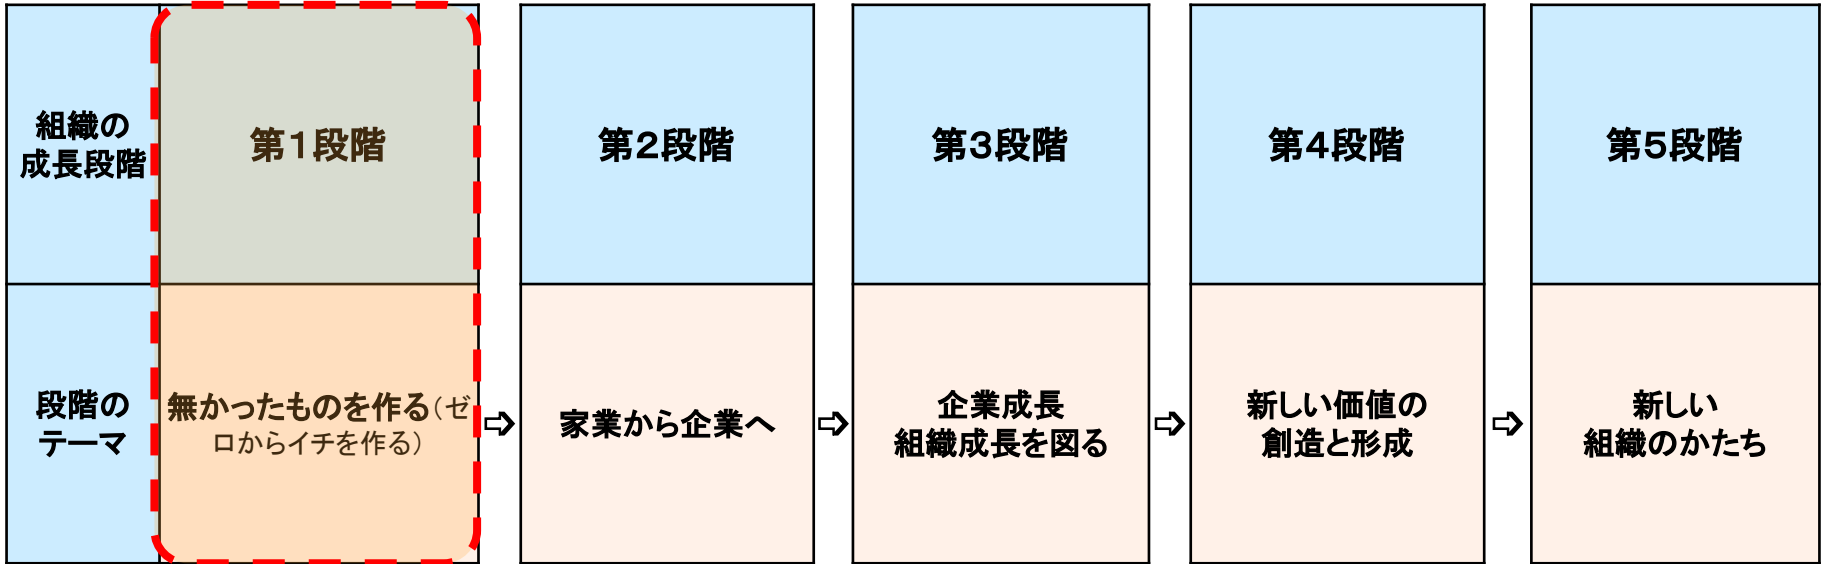 組織の
成長段階
第1段階
第2段階
第3段階
第4段階
第5段階
段階の
テーマ
無かったものを作る（ゼ
ロからイチを作る）
⇨
家業から企業へ
⇨
企業成長
組織成長を図る
⇨
新しい価値の
創造と形成
⇨
新しい
組織のかたち